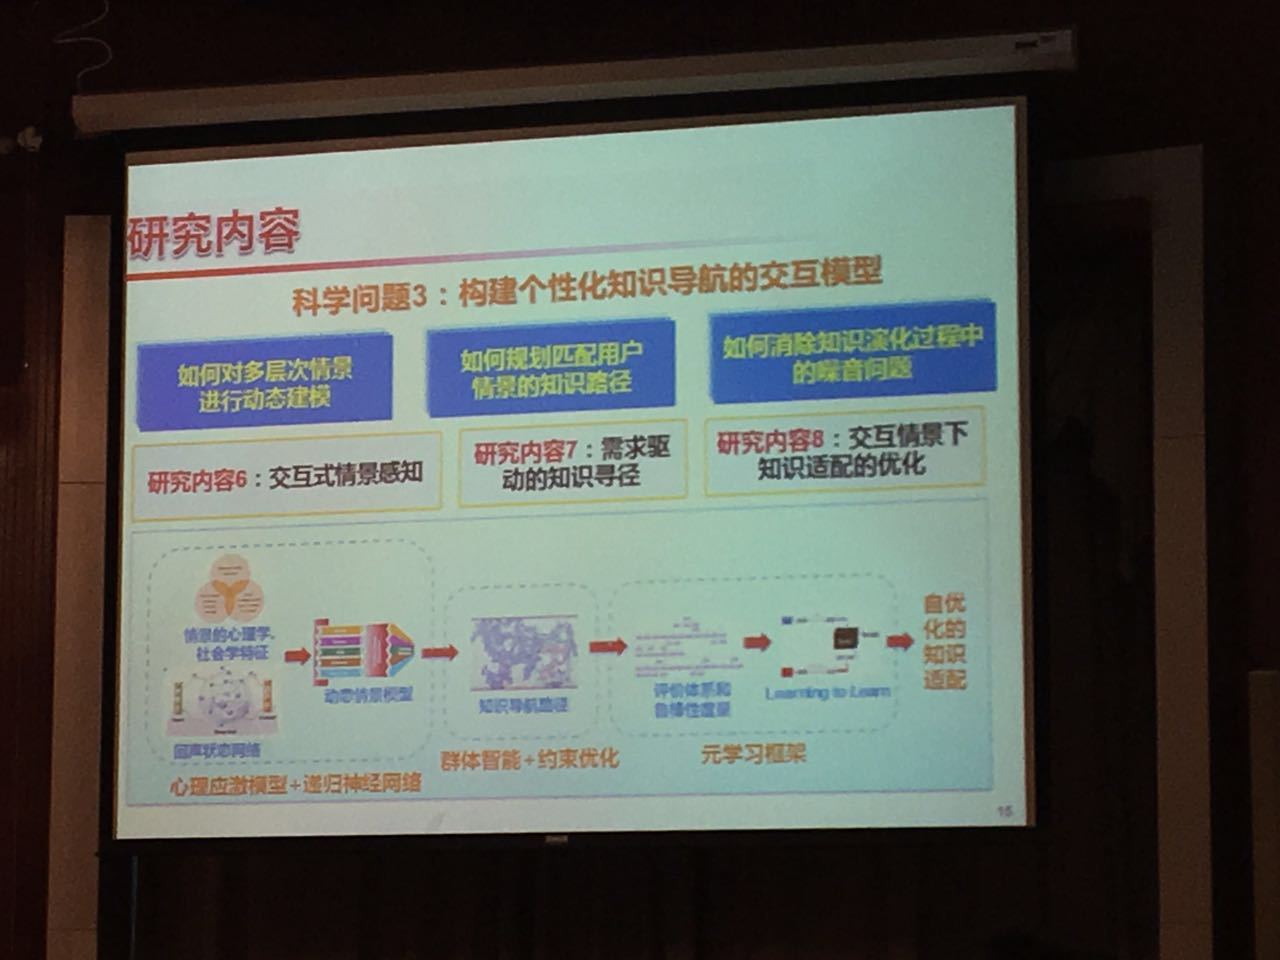 研究内容
科学问题3：构建个性化知识导航的交互模型
如何对多层次情景
进行动态建模
如何规划匹配用户
情景的知识路径
如何消除知识演化过程中
的噪音问题
研究内容6：交互式情景感知
研究内容7：需求驱
动的知识寻径
研究内容8：交互情景下
知识适配的优化
情景的心理学、
社会学特征
回声状态网络
动态情景模型
心理应激模型+递归神经网络
知识导航路径
群体智能+约束优化
评价体系和
鲁棒性度量
Learning to Learn
元学习框架
自优
化的
知识
适配
15